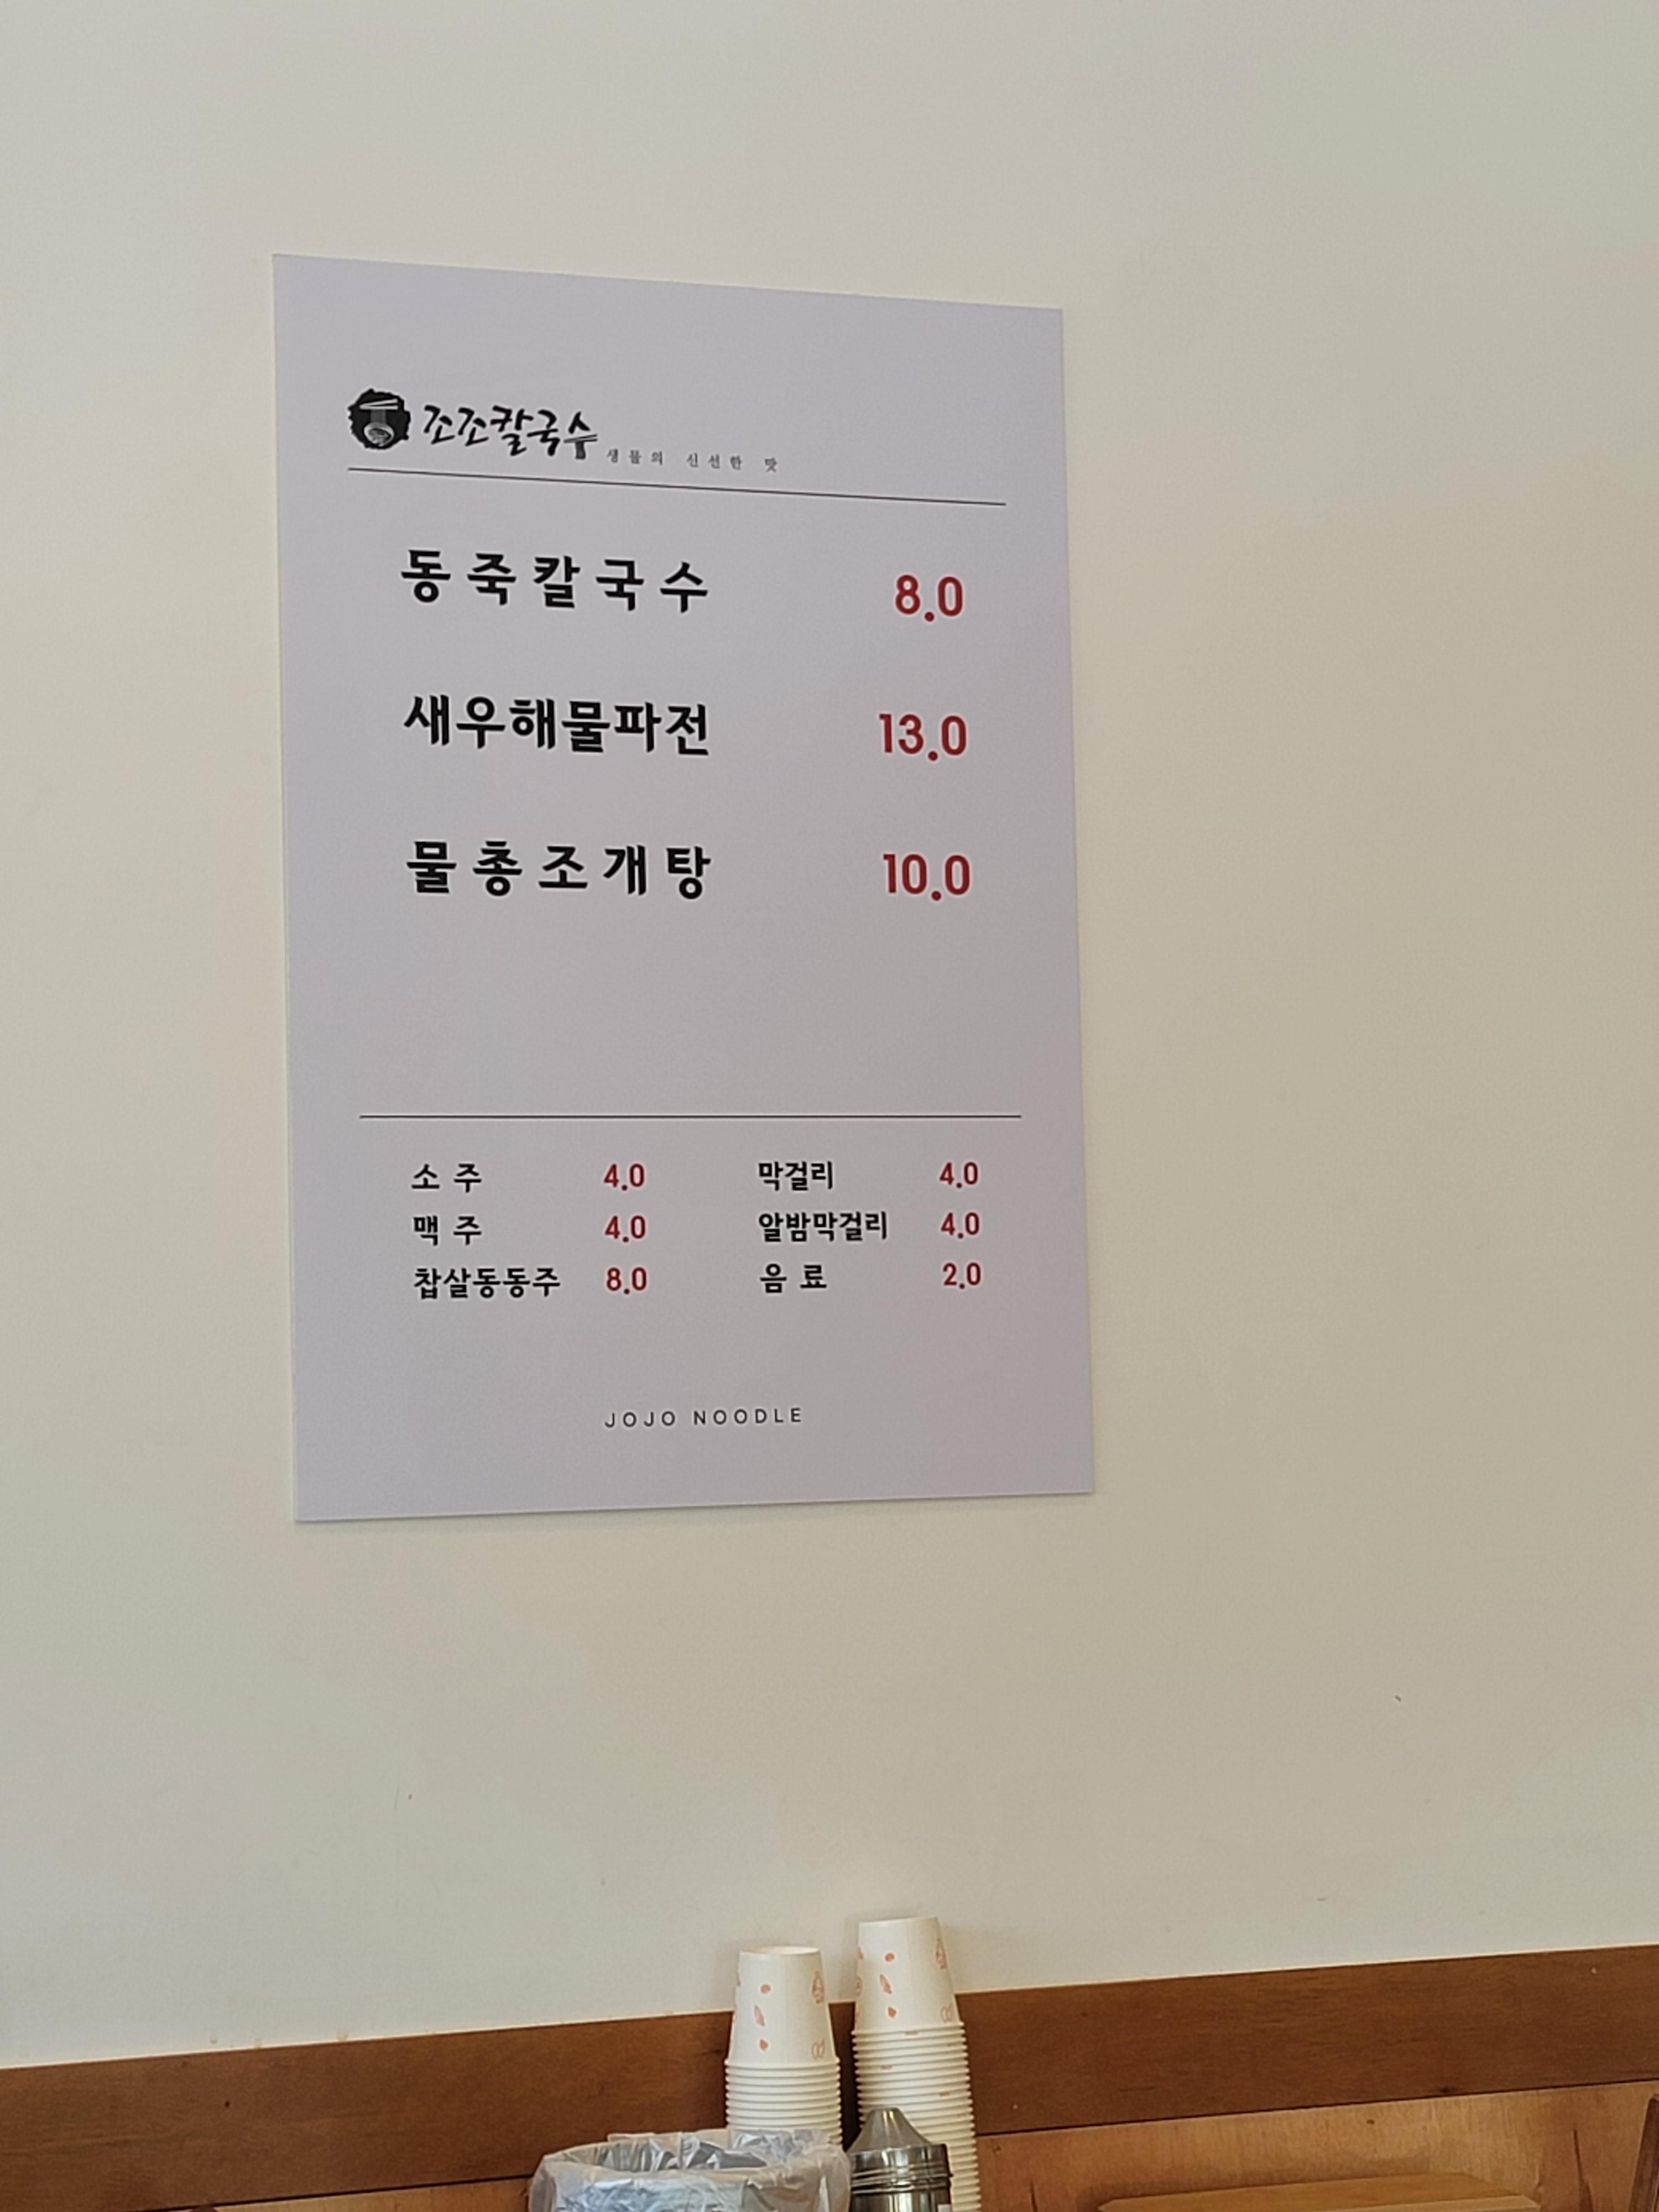 조조칼국수 생물의 신선한 맛
동죽칼국수 8.0
새우해물파전 13.0
물총조개탕 10.0
소주 4.0 막걸리 4.0
맥주 4.0 알밤막걸리 4.0
찹살동동주 8.0 음료 2.0
JOJO NOODLE